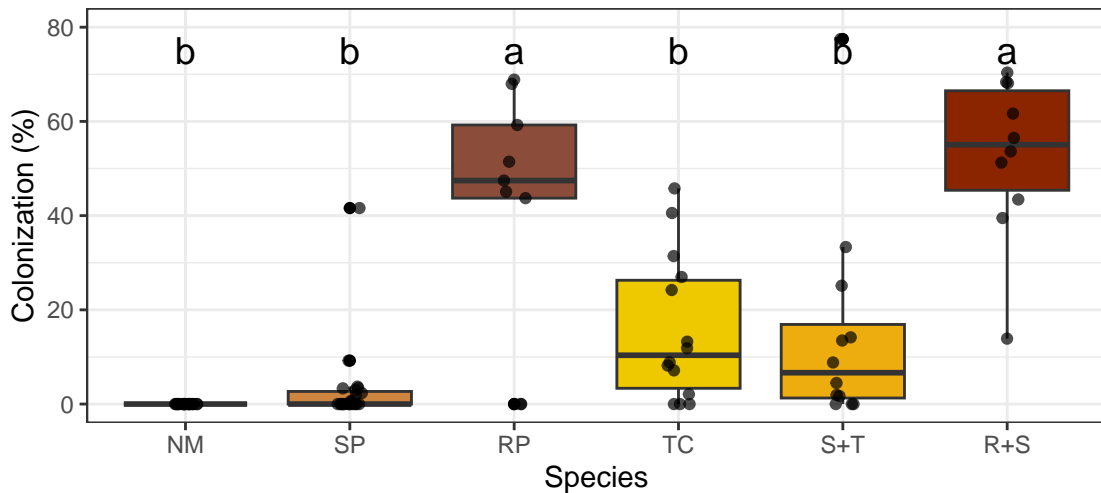 Colonization (%)
80
60
40
20
0
b b a b b a
NM SP RP TC S+T R+S
Species